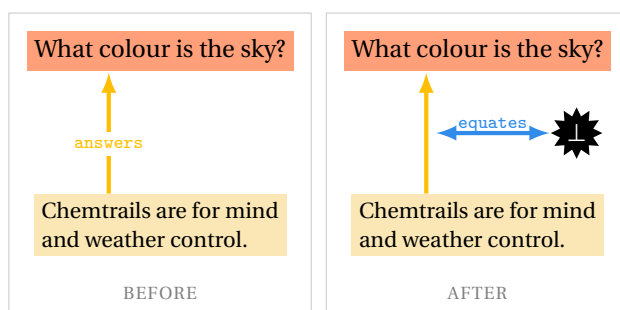 What colour is the sky?
answers
Chemtrails are for mind
and weather control.
BEFORE
What colour is the sky?
equates
⊥
Chemtrails are for mind
and weather control.
AFTER